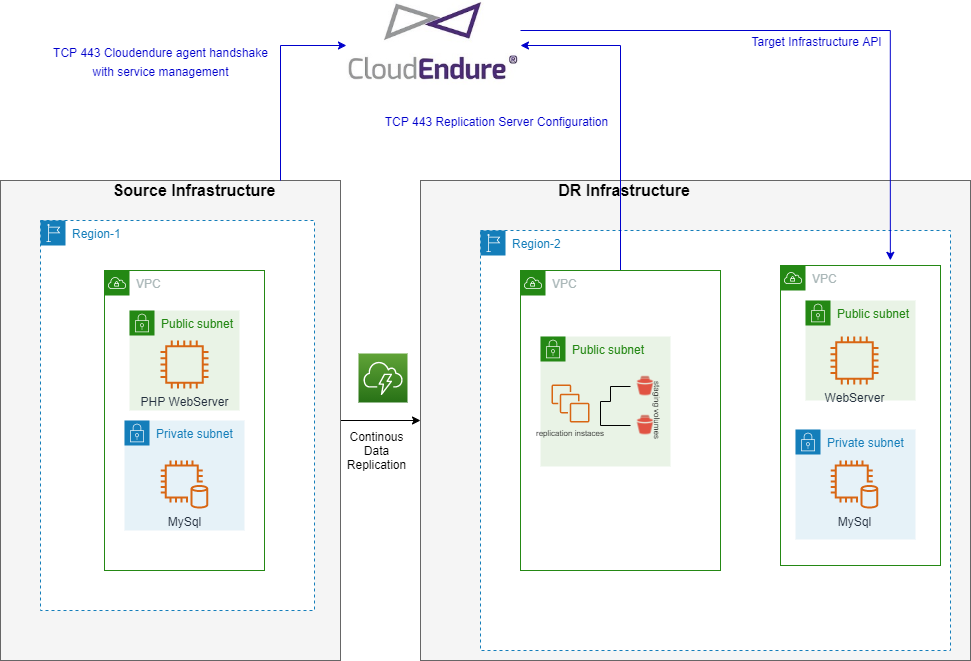 TCP 443 Cloudendure agent handshake
with service management
CloudEndure®
Target Infrastructure API
TCP 443 Replication Server Configuration
Source Infrastructure
Region-1
VPC
Public subnet
PHP WebServer
Private subnet
MySql
Continous
Data
Replication
DR Infrastructure
Region-2
VPC
Public subnet
replication instaces
staging volumes
VPC
Public subnet
WebServer
Private subnet
MySql